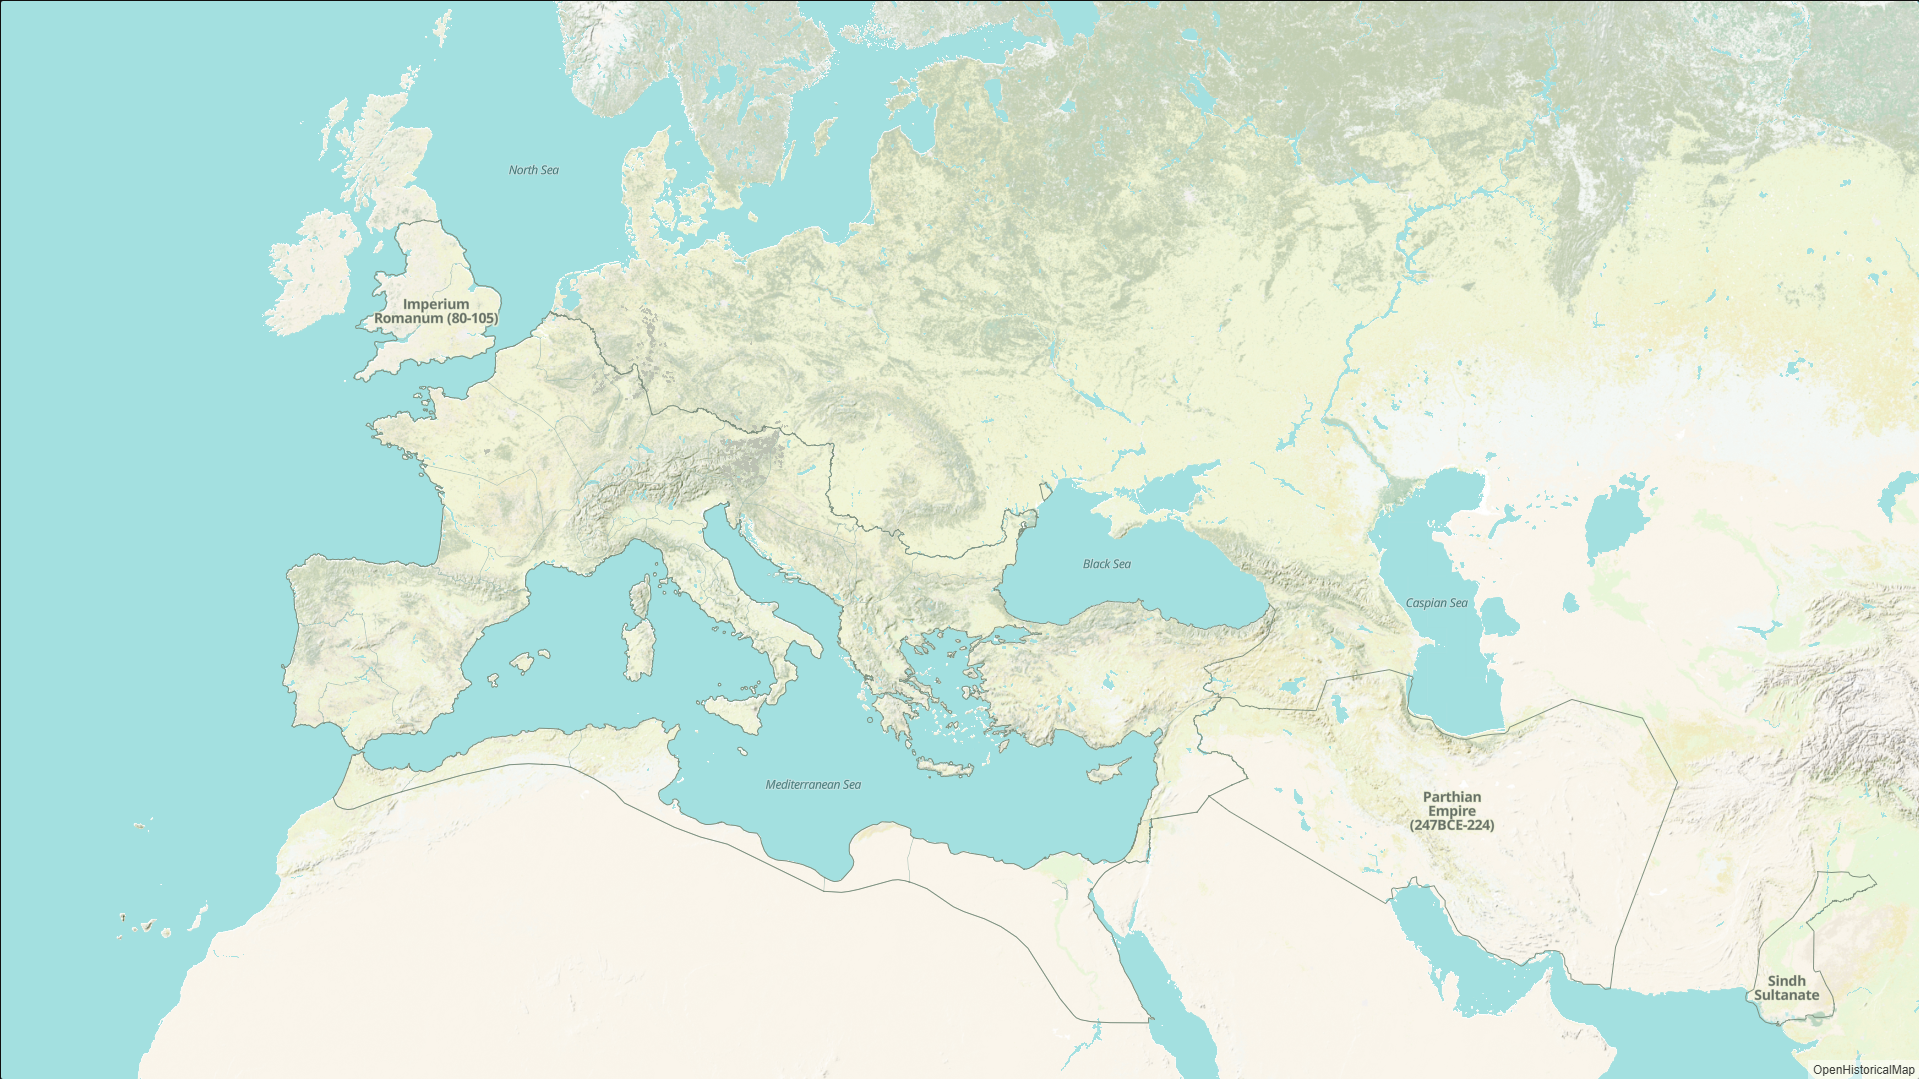 North Sea
Imperium
Romanum (80-105)
Black Sea
Caspian Sea
Mediterranean Sea
Parthian
Empire
(247BCE-224)
Sindh
Sultanate
OpenHistoricalMap